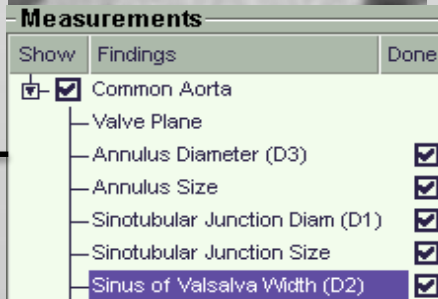 Measurements
Show Findings Done
Common Aorta
Valve Plane
Annulus Diameter (D3)
Annulus Size
Sinotubular Junction Diam (D1)
Sinotubular Junction Size
Sinus of Valsalva Width (D2)